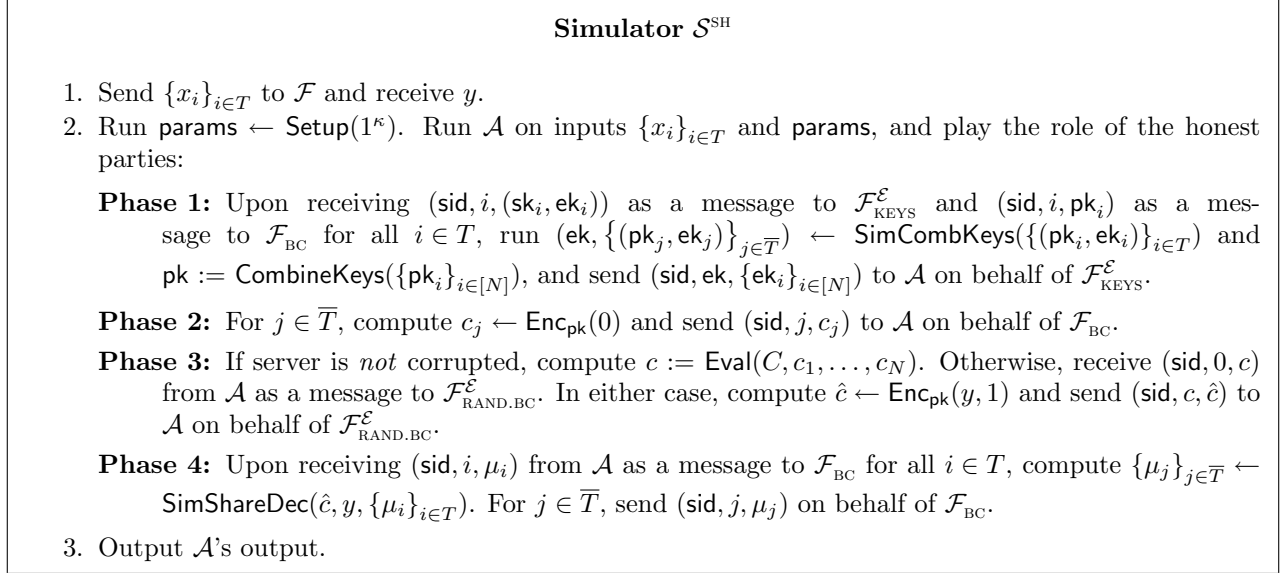 Simulator 𝒮^SH
1. Send {x_i}_{i∈T} to ℱ and receive y.
2. Run params ← Setup(1^κ). Run 𝒜 on inputs {x_i}_{i∈T} and params, and play the role of the honest
parties:
Phase 1: Upon receiving (sid, i, (sk_i, ek_i)) as a message to ℱ^ℰ_KEYS and (sid, i, pk_i) as a mes-
sage to ℱ_BC for all i ∈ T, run (ek, {(pk_j, ek_j)}_{j∈T̅}) ← SimCombKeys({(pk_i, ek_i)}_{i∈T}) and
pk := CombineKeys({pk_i}_{i∈[N]}), and send (sid, ek, {ek_i}_{i∈[N]}) to 𝒜 on behalf of ℱ^ℰ_KEYS.
Phase 2: For j ∈ T̅, compute c_j ← Enc_pk(0) and send (sid, j, c_j) to 𝒜 on behalf of ℱ_BC.
Phase 3: If server is not corrupted, compute c := Eval(C, c_1, . . . , c_N). Otherwise, receive (sid, 0, c)
from 𝒜 as a message to ℱ^ℰ_RAND.BC. In either case, compute ĉ ← Enc_pk(y, 1) and send (sid, c, ĉ) to
𝒜 on behalf of ℱ^ℰ_RAND.BC.
Phase 4: Upon receiving (sid, i, μ_i) from 𝒜 as a message to ℱ_BC for all i ∈ T, compute {μ_j}_{j∈T̅} ←
SimShareDec(ĉ, y, {μ_i}_{i∈T}). For j ∈ T̅, send (sid, j, μ_j) on behalf of ℱ_BC.
3. Output 𝒜's output.